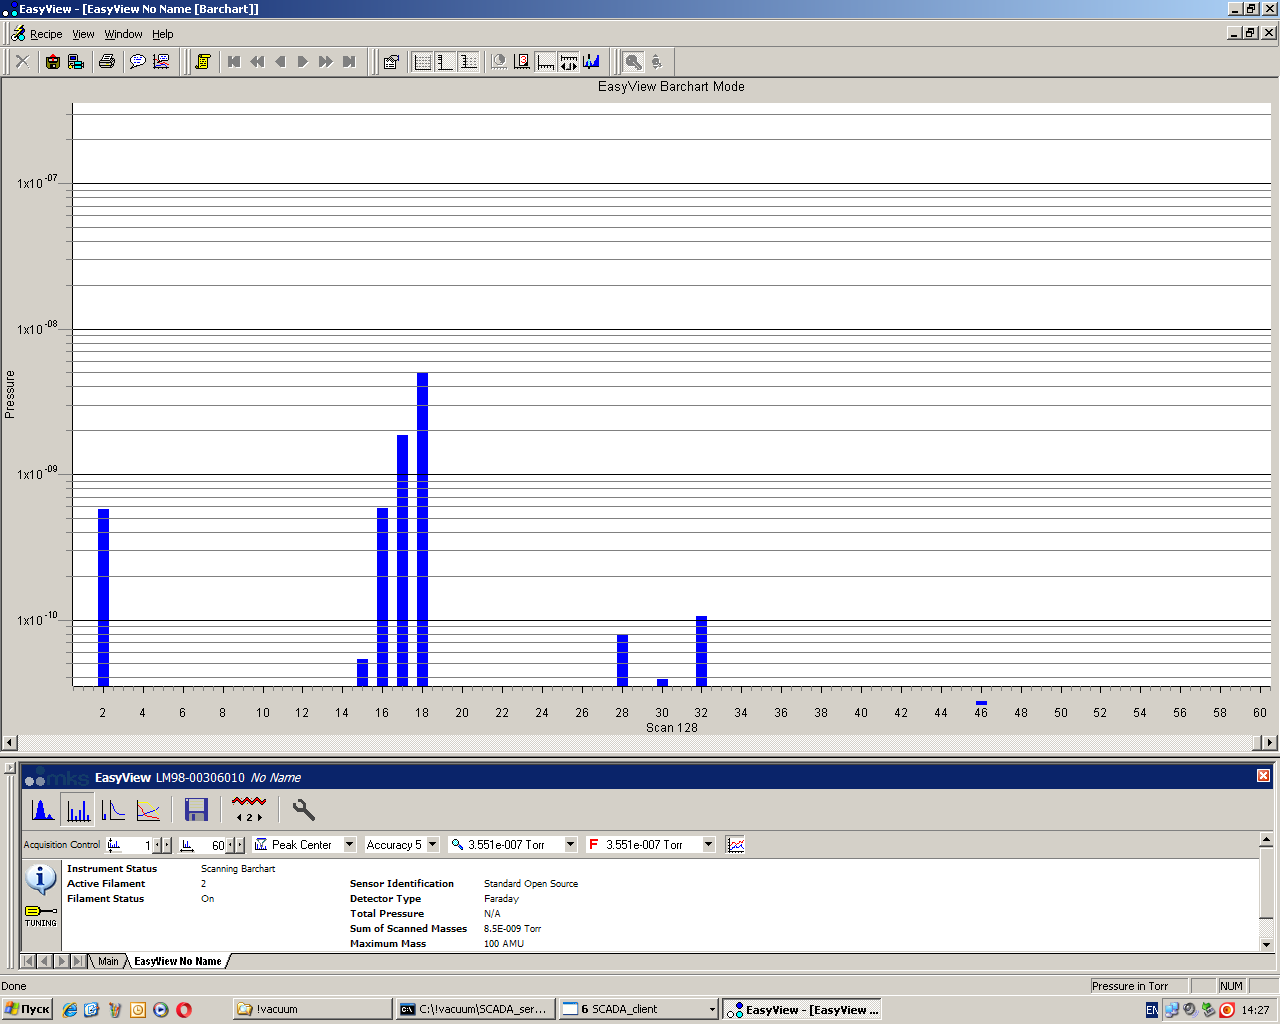 EasyView - [EasyView No Name [Barchart]]
Recipe View Window Help
EasyView Barchart Mode
1x10 -07
1x10 -08
1x10 -09
1x10 -10
Pressure
2 4 6 8 10 12 14 16 18 20 22 24 26 28 30 32 34 36 38 40 42 44 46 48 50 52 54 56 58 60
Scan 128
mks EasyView LM98-00306010 No Name
2
Acquisition Control 1 60 Peak Center Accuracy 5 3.551e-007 Torr F 3.551e-007 Torr
Instrument Status Scanning Barchart
Active Filament 2 Sensor Identification Standard Open Source
Filament Status On Detector Type Faraday
Total Pressure N/A
Sum of Scanned Masses 8.5E-009 Torr
Maximum Mass 100 AMU
TUNING
Main EasyView No Name
Done Pressure in Torr NUM
Пуск !vacuum C:\!vacuum\SCADA_ser... 6 SCADA_client EasyView - [EasyView ... EN 14:27